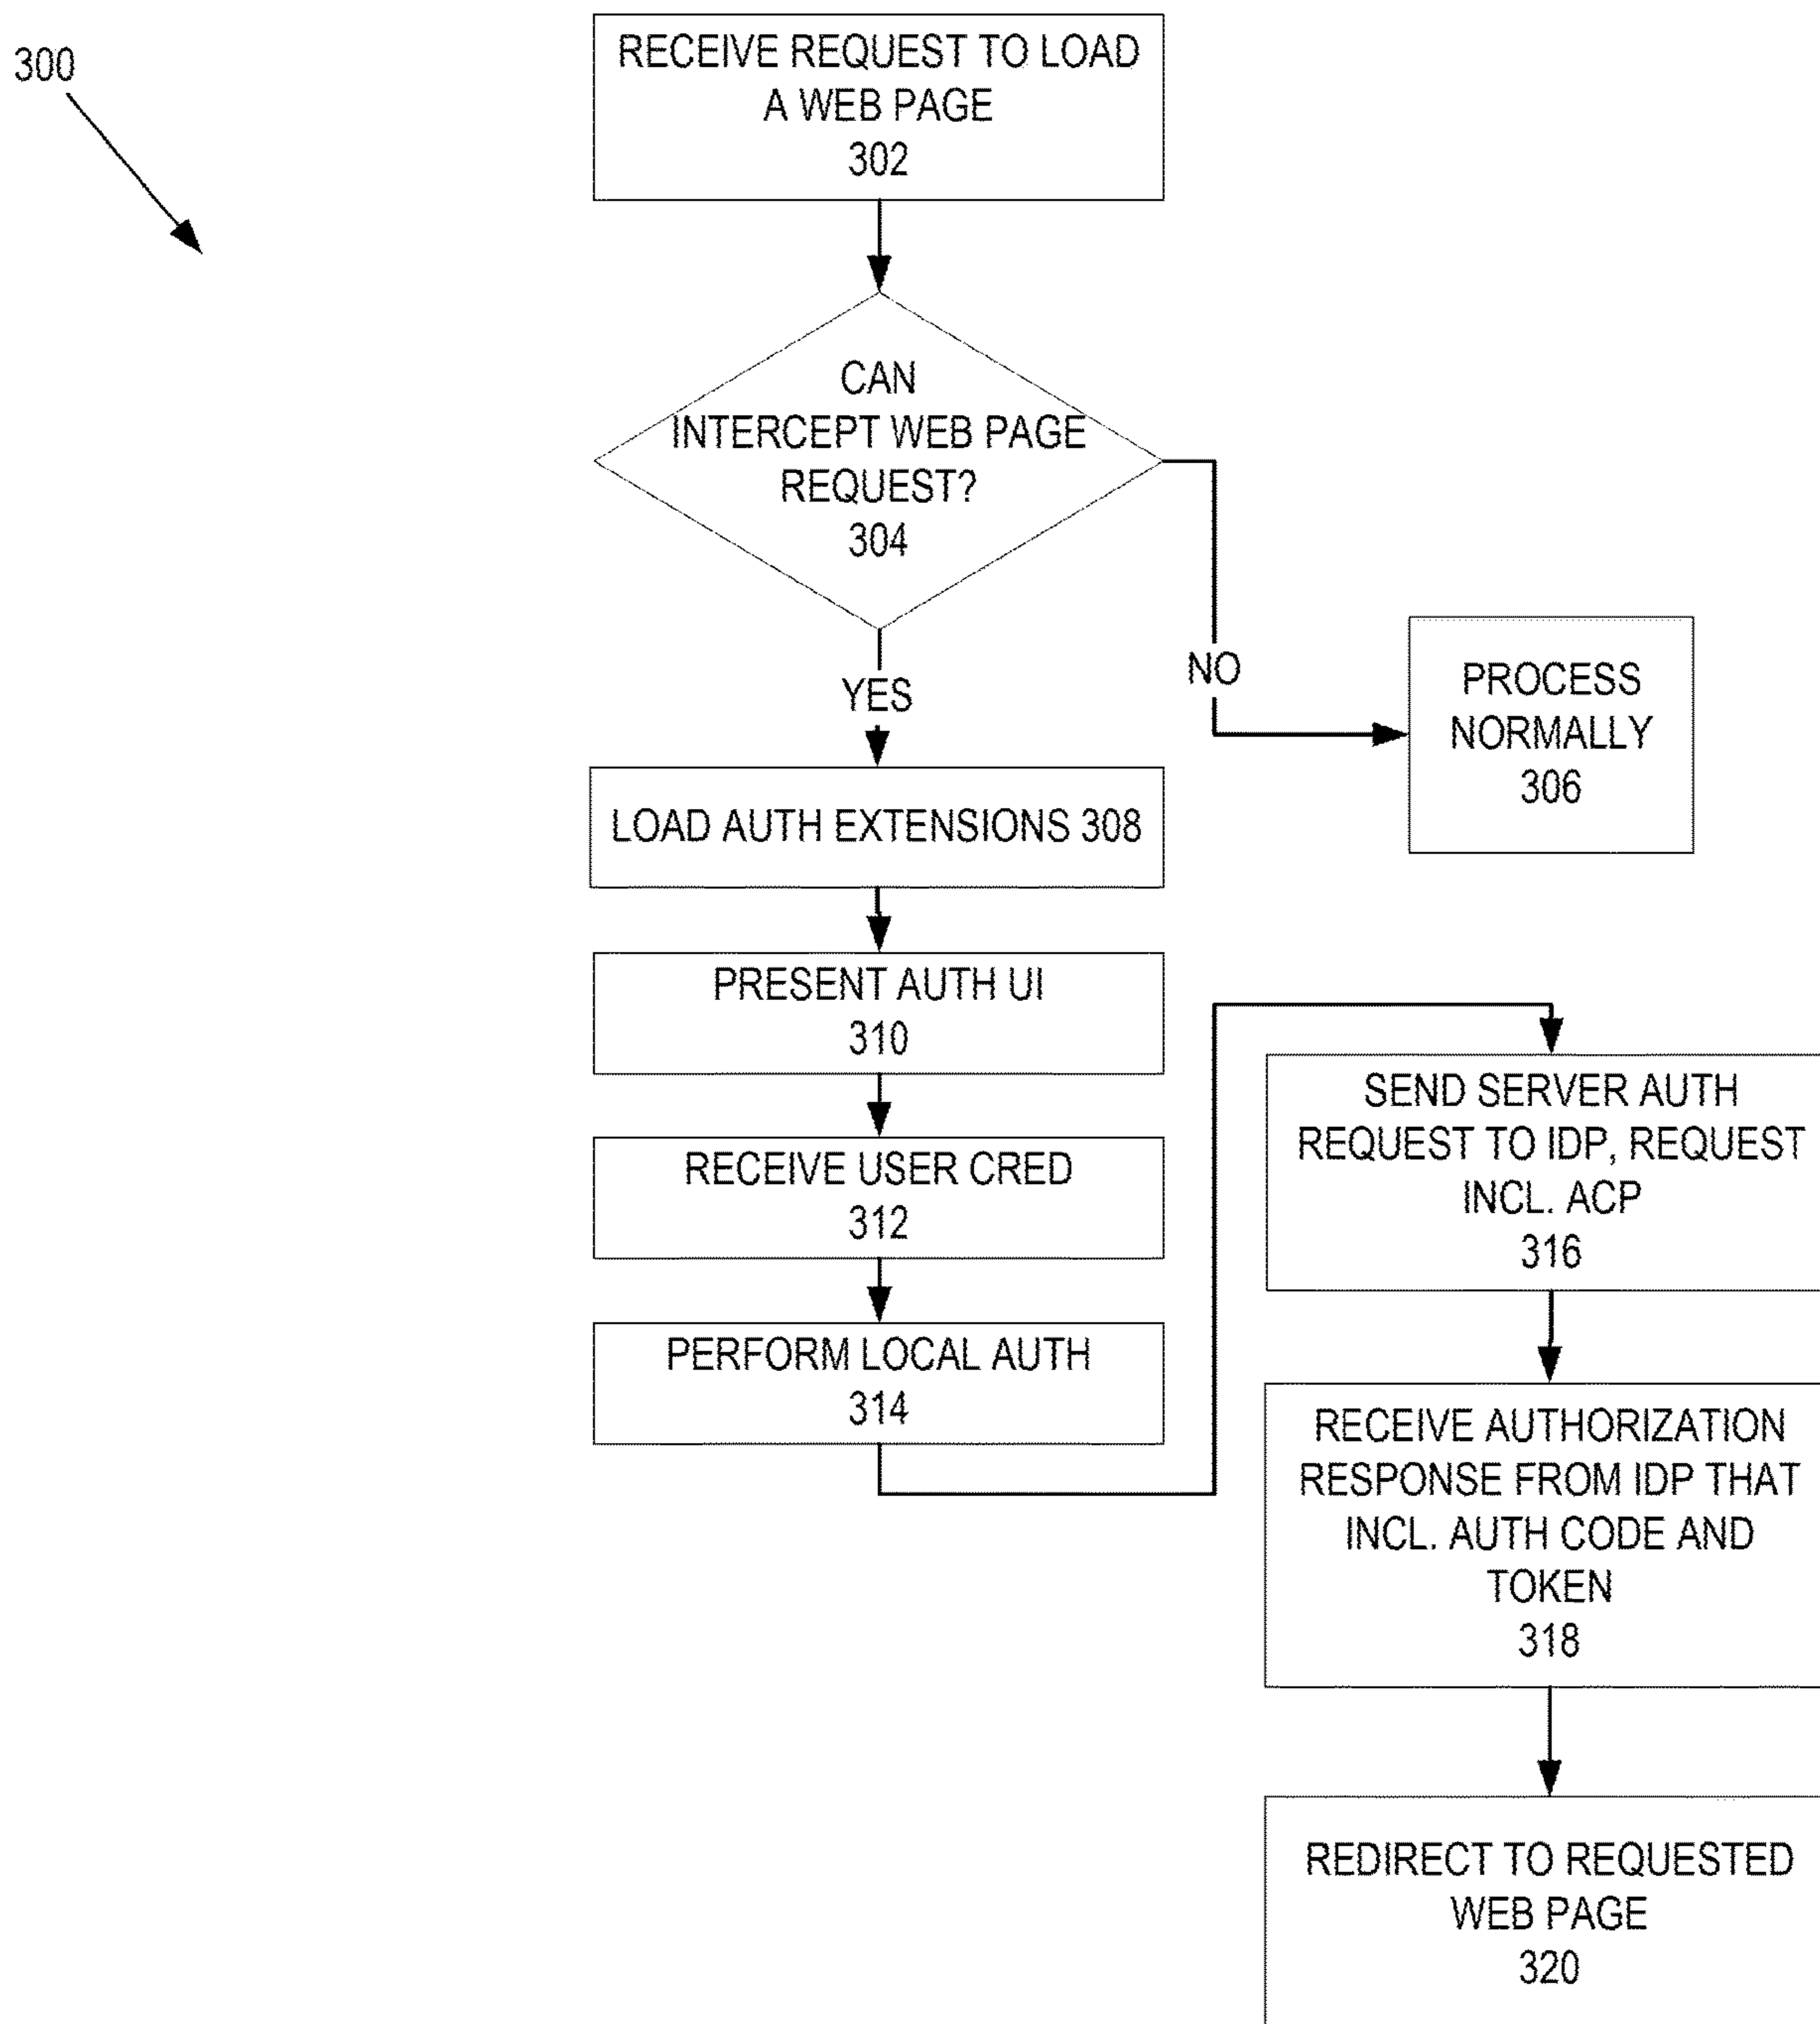 300
RECEIVE REQUEST TO LOAD
A WEB PAGE
302
CAN
INTERCEPT WEB PAGE
REQUEST?
304
NO
YES
PROCESS
NORMALLY
306
LOAD AUTH EXTENSIONS 308
PRESENT AUTH UI
310
RECEIVE USER CRED
312
PERFORM LOCAL AUTH
314
SEND SERVER AUTH
REQUEST TO IDP, REQUEST
INCL. ACP
316
RECEIVE AUTHORIZATION
RESPONSE FROM IDP THAT
INCL. AUTH CODE AND
TOKEN
318
REDIRECT TO REQUESTED
WEB PAGE
320